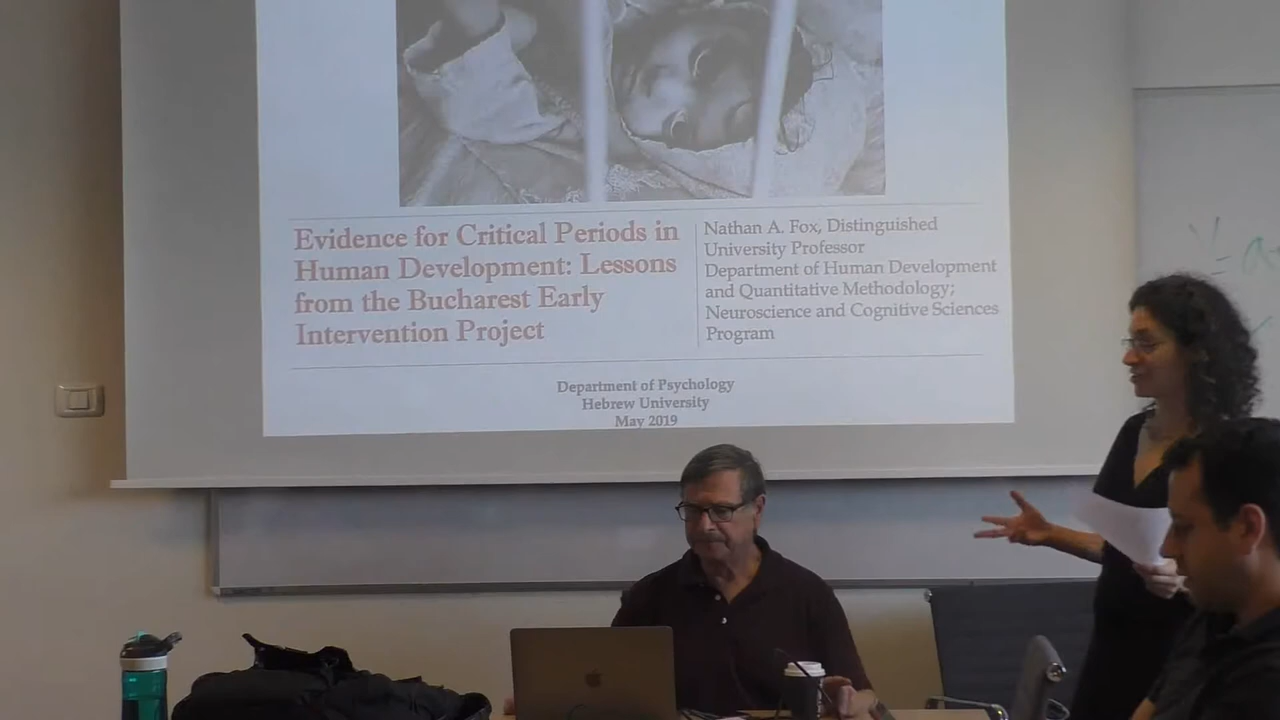 Evidence for Critical Periods in
Human Development: Lessons
from the Bucharest Early
Intervention Project
Nathan A. Fox, Distinguished
University Professor
Department of Human Development
and Quantitative Methodology;
Neuroscience and Cognitive Sciences
Program
Department of Psychology
Hebrew University
May 2019